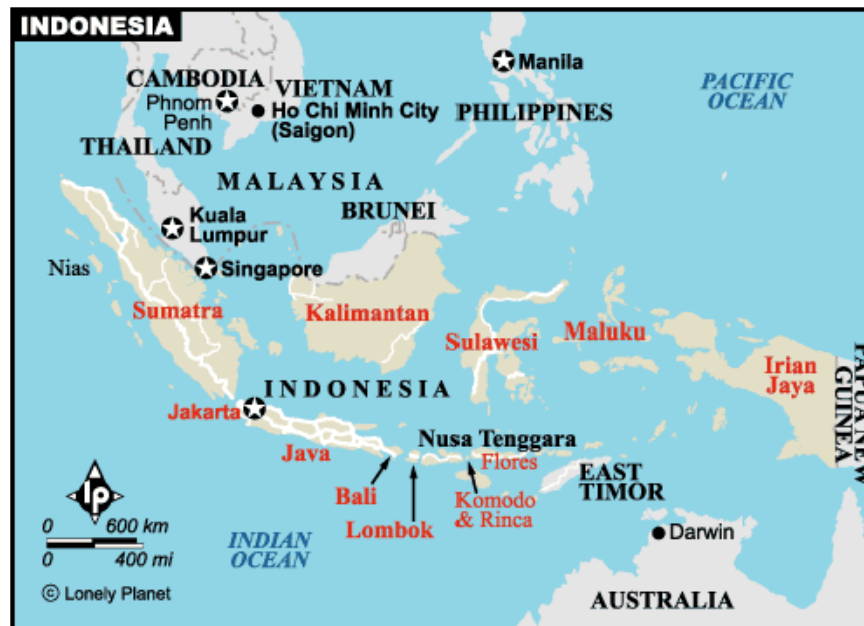 INDONESIA
Manila
CAMBODIA
PACIFIC
OCEAN
Phnom
Penh
VIETNAM
Ho Chi Minh City
(Saigon)
PHILIPPINES
THAILAND
MALAYSIA
BRUNEI
Kuala
Lumpur
Nias
Singapore
Sumatra
Kalimantan
Sulawesi
Maluku
Irian
Jaya
PAPUA NEW
GUINEA
INDONESIA
Jakarta
Java
Nusa Tenggara
Flores
Bali
Lombok
Komodo
& Rinca
EAST
TIMOR
lp
0 600 km
0 400 mi
INDIAN
OCEAN
Darwin
© Lonely Planet
AUSTRALIA